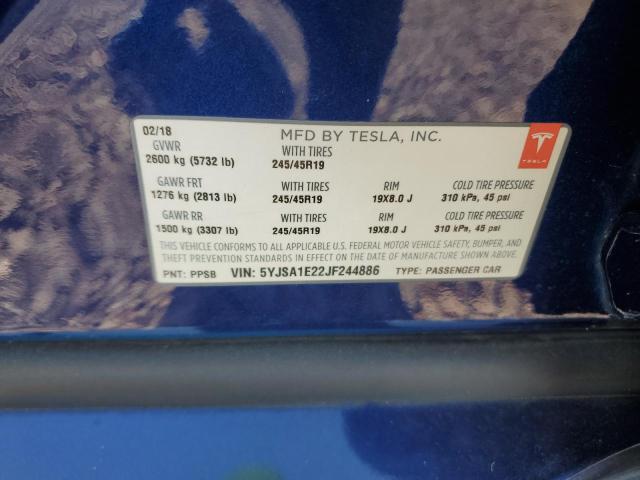 02/18 MFD BY TESLA, INC.
GVWR WITH TIRES
2600 kg (5732 lb) 245/45R19
TESLA
GAWR FRT WITH TIRES RIM COLD TIRE PRESSURE
1276 kg (2813 lb) 245/45R19 19X8.0 J 310 kPa, 45 psi
GAWR RR WITH TIRES RIM COLD TIRE PRESSURE
1500 kg (3307 lb) 245/45R19 19X8.0 J 310 kPa, 45 psi
THIS VEHICLE CONFORMS TO ALL APPLICABLE U.S. FEDERAL MOTOR VEHICLE SAFETY, BUMPER, AND
THEFT PREVENTION STANDARDS IN EFFECT ON THE DATE OF MANUFACTURE SHOWN ABOVE.
PNT: PPSB VIN: 5YJSA1E22JF244886 TYPE: PASSENGER CAR